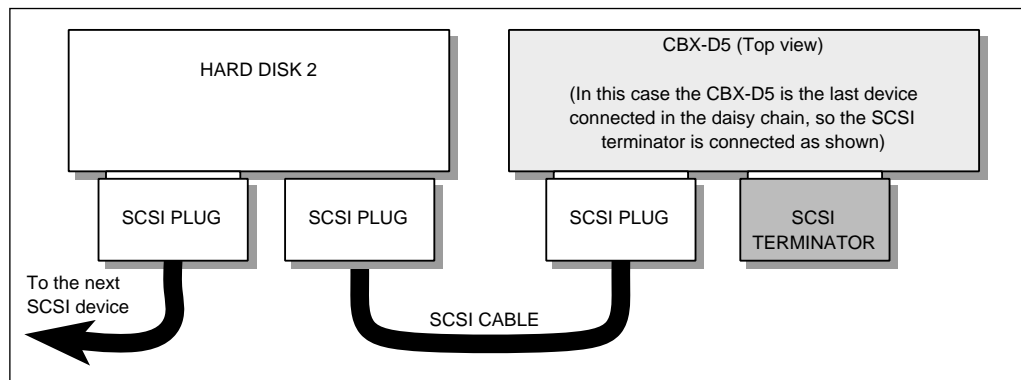 HARD DISK 2
CBX-D5 (Top view)
(In this case the CBX-D5 is the last device
connected in the daisy chain, so the SCSI
terminator is connected as shown)
SCSI PLUG
SCSI PLUG
SCSI PLUG
SCSI
TERMINATOR
To the next
SCSI device
SCSI CABLE